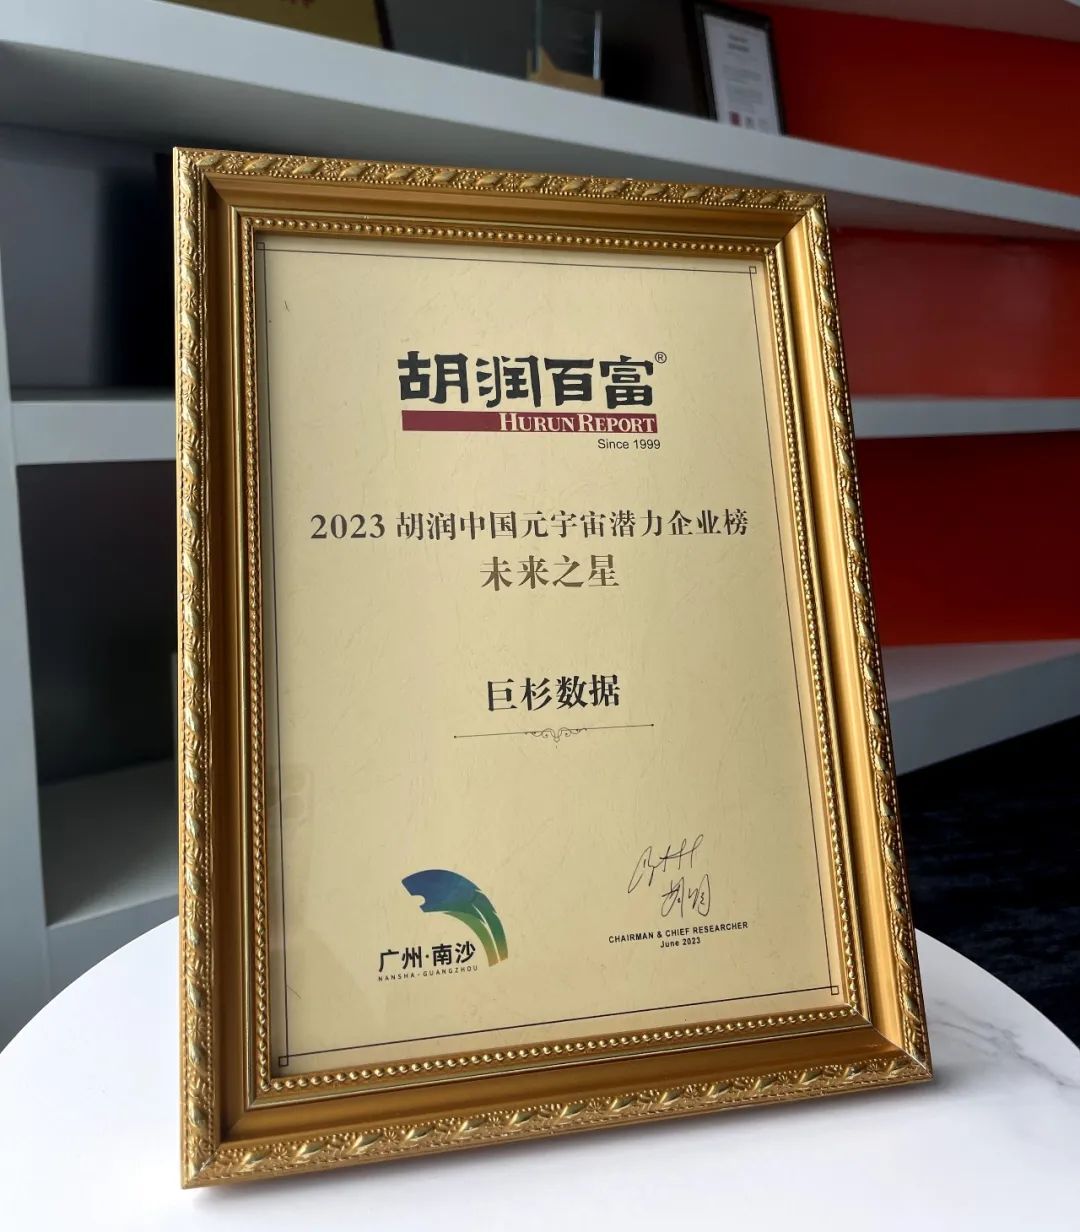 胡润百富®
HURUN REPORT
Since 1999
2023 胡润中国元宇宙潜力企业榜
未来之星
巨杉数据
广州·南沙
NANSHA·GUANGZHOU
胡润
CHAIRMAN & CHIEF RESEARCHER
June 2023